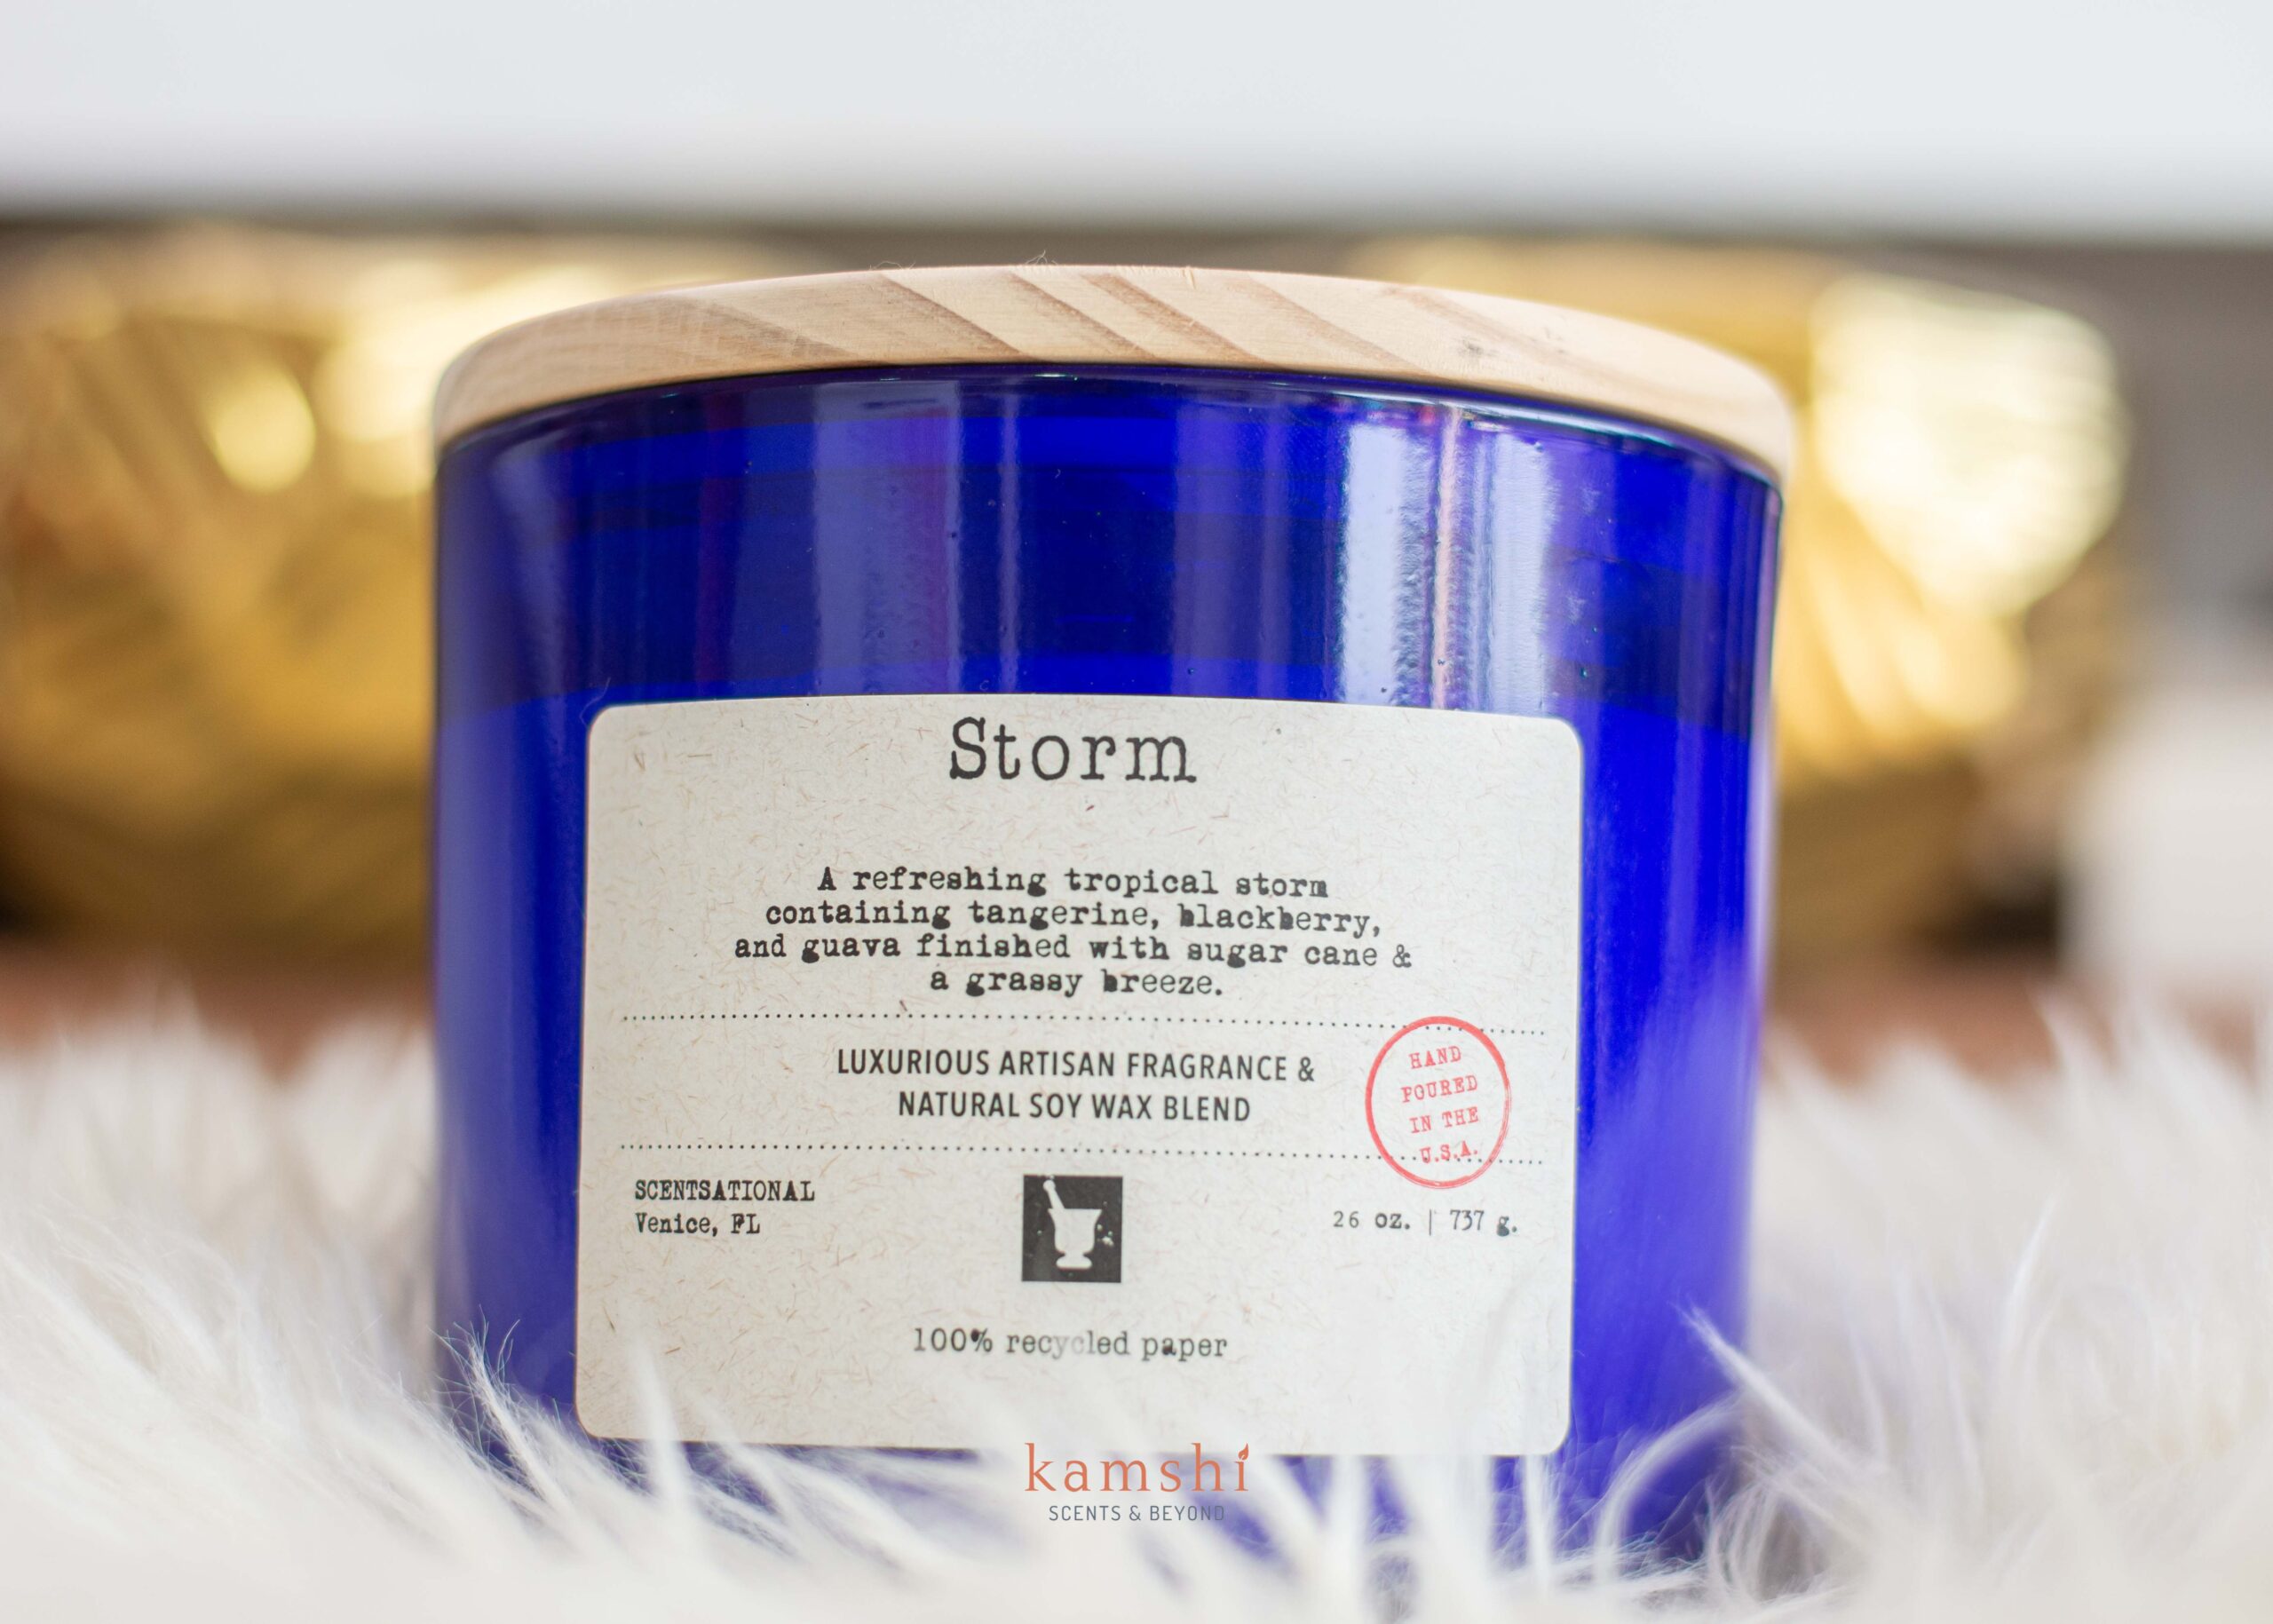 Storm
A refreshing tropical storm
containing tangerine, blackberry,
and guava finished with sugar cane &
a grassy breeze.
LUXURIOUS ARTISAN FRAGRANCE &
NATURAL SOY WAX BLEND
HAND
POURED
IN THE
U.S.A.
SCENTSATIONAL
Venice, FL
26 oz. | 737 g.
100% recycled paper
kamshi
SCENTS & BEYOND